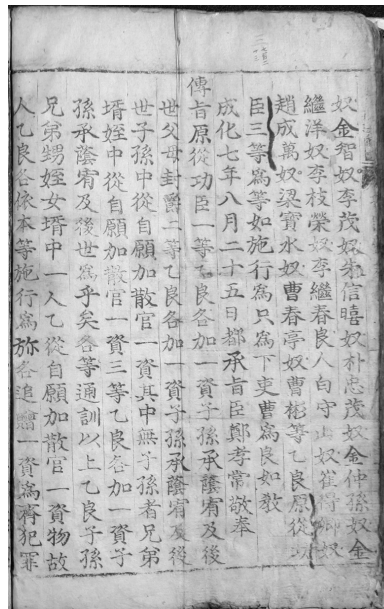 奴金智奴李茂奴朱信暿奴朴忠茂奴金仲孫奴金
繼洋奴李枝榮奴李繼春良人白守山奴崔得卿奴
趙成萬奴梁寶水奴曹春亭奴曹彬等乙良原從功
臣三等爲等如施行爲只爲下吏曹爲良如敎
成化七年八月二十五日都承旨臣鄭孝常敬奉
傳旨原從功臣一等乙良各加一資子孫承蔭宥及後
世父母封爵二等乙良各加一資子孫承蔭宥及後
世子孫中從自願加散官一資其中無子孫者兄弟
壻姪中從自願加散官一資三等乙良各加一資子
孫承蔭宥及後世爲乎矣各等通訓以上乙良子孫
兄弟甥姪女壻中一人乙從自願加散官一資物故
人乙良各依本等施行爲旀各追贈一資爲旀犯罪